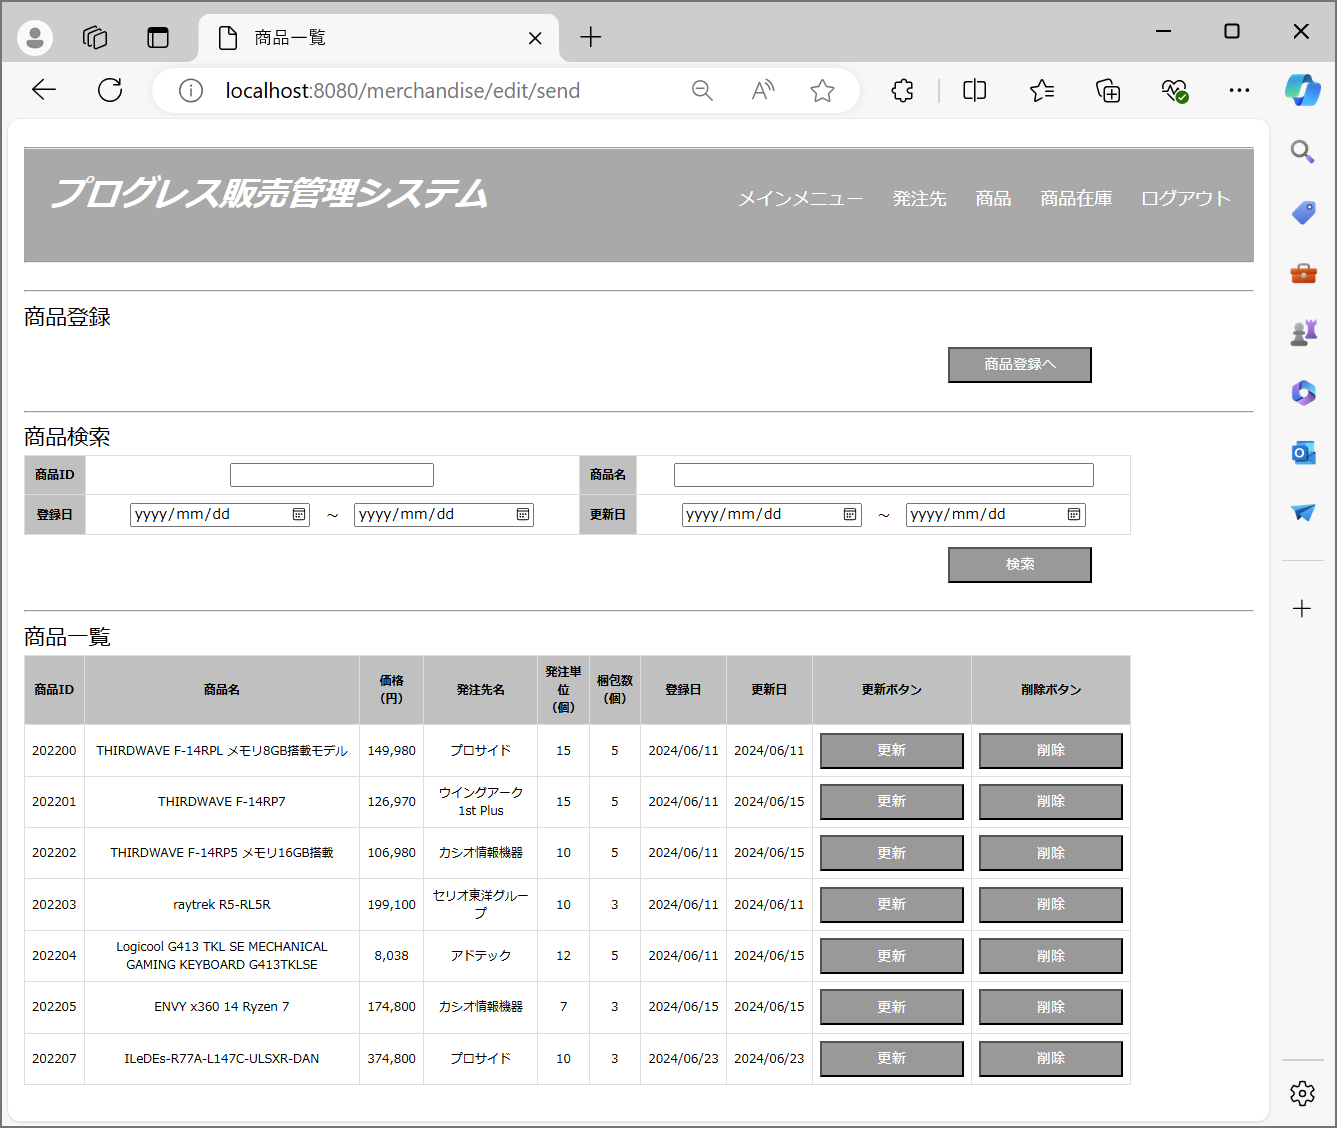 商品一覧
localhost:8080/merchandise/edit/send
プログレス販売管理システム
メインメニュー 発注先 商品 商品在庫 ログアウト
商品登録
商品登録へ
商品検索
商品ID 商品名
登録日 yyyy/mm/dd ～ yyyy/mm/dd 更新日 yyyy/mm/dd ～ yyyy/mm/dd
検索
商品一覧
商品ID 商品名 価格（円） 発注先名 発注単位（個）梱包数（個） 登録日 更新日 更新ボタン 削除ボタン
202200 THIRDWAVE F-14RPL メモリ8GB搭載モデル 149,980 プロサイド 15 5 2024/06/11 2024/06/11 更新 削除
202201 THIRDWAVE F-14RP7 126,970 ウイングアーク1st Plus 15 5 2024/06/11 2024/06/15 更新 削除
202202 THIRDWAVE F-14RP5 メモリ16GB搭載 106,980 カシオ情報機器 10 5 2024/06/11 2024/06/15 更新 削除
202203 raytrek R5-RL5R 199,100 セリオ東洋グループ 10 3 2024/06/11 2024/06/11 更新 削除
202204 Logicool G413 TKL SE MECHANICAL GAMING KEYBOARD G413TKLSE 8,038 アドテック 12 5 2024/06/11 2024/06/15 更新 削除
202205 ENVY x360 14 Ryzen 7 174,800 カシオ情報機器 7 3 2024/06/15 2024/06/15 更新 削除
202207 ILeDEs-R77A-L147C-ULSXR-DAN 374,800 プロサイド 10 3 2024/06/23 2024/06/23 更新 削除